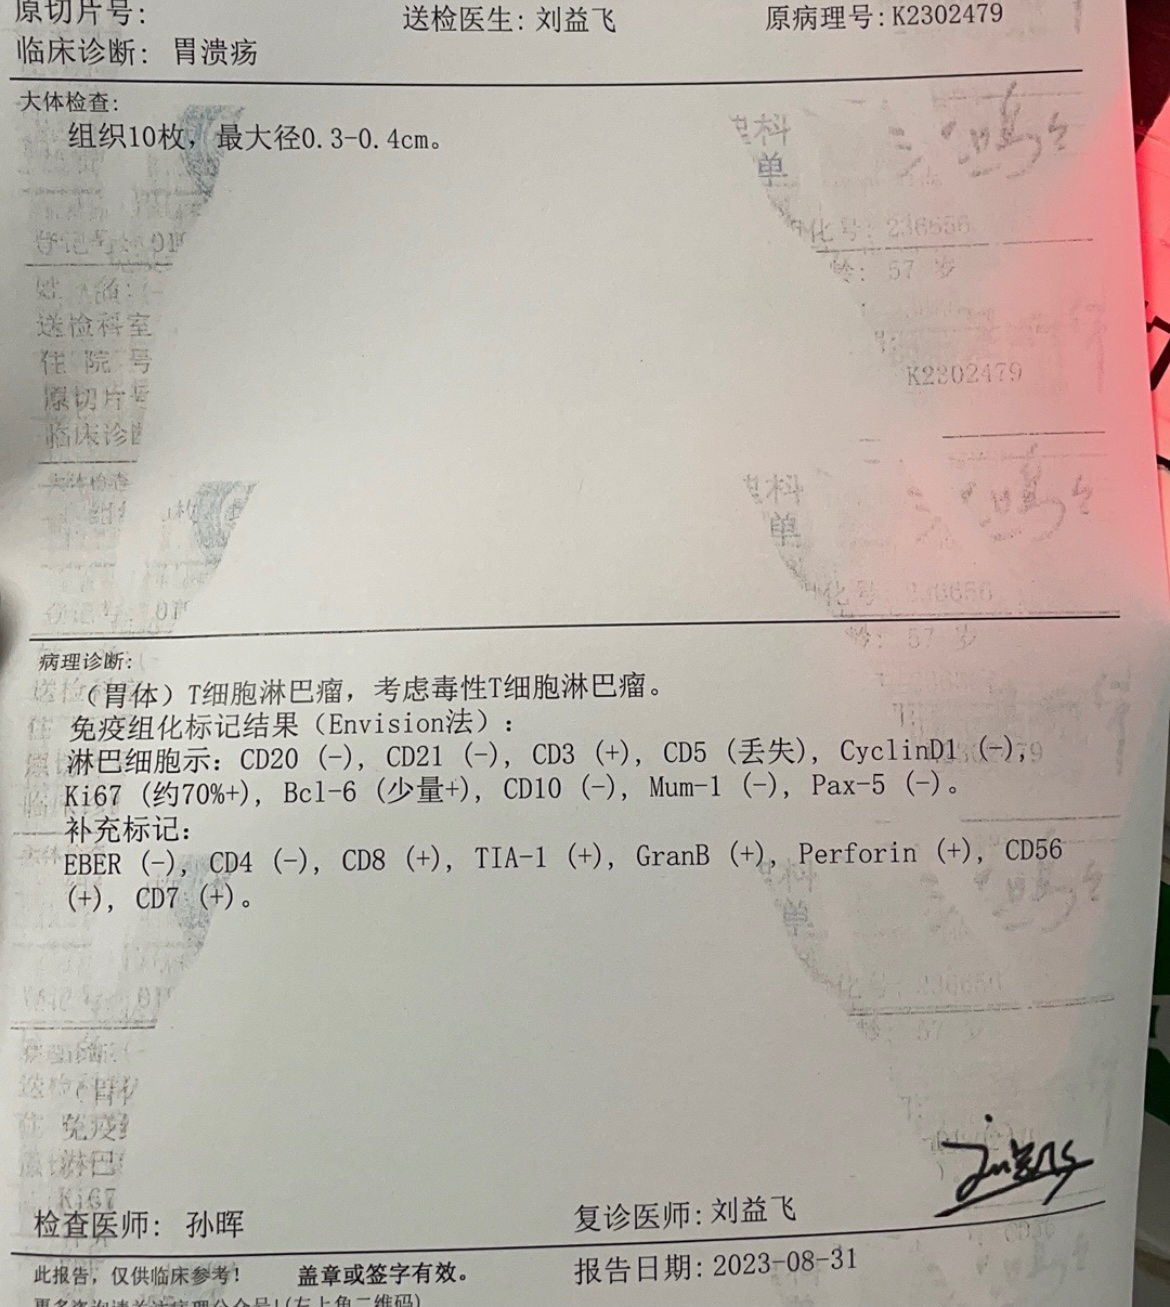 原切片号:
送检医生: 刘益飞
原病理号:K2302479
临床诊断: 胃溃疡
大体检查:
组织10枚, 最大径0.3-0.4cm。
病理诊断:
(胃体) T细胞淋巴瘤, 考虑毒性T细胞淋巴瘤。
免疫组化标记结果 (Envision法) :
淋巴细胞示: CD20 (-), CD21 (-), CD3 (+), CD5 (丢失), CyclinD1 (-),
Ki67 (约70%+), Bcl-6 (少量+), CD10 (-), Mum-1 (-), Pax-5 (-)。
补充标记:
EBER (-), CD4 (-), CD8 (+), TIA-1 (+), GranB (+), Perforin (+), CD56
(+), CD7 (+)。
检查医师: 孙晖
复诊医师: 刘益飞
报告日期: 2023-08-31
此报告, 仅供临床参考!
盖章或签字有效。